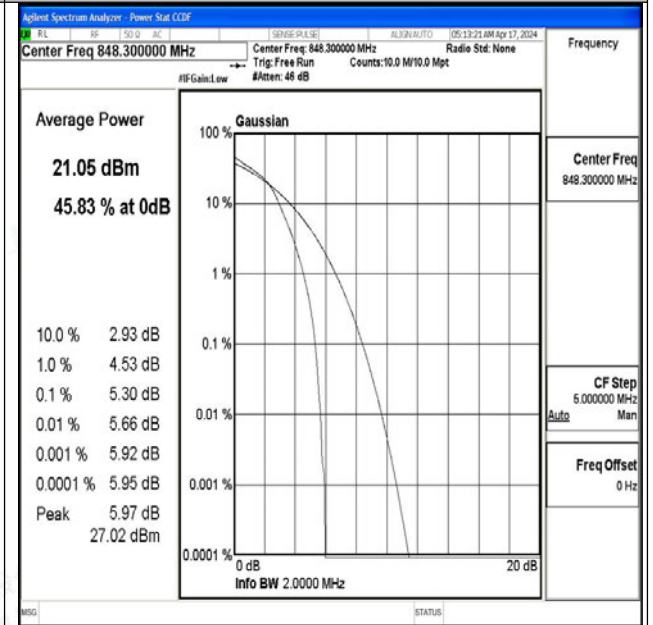 Agilent Spectrum Analyzer - Power Stat CCDF
RL RF 50 Ω AC SENSE:PULSE ALIGN AUTO 05:13:21 AM Apr 17, 2024
Center Freq 848.300000 MHz
Center Freq: 848.300000 MHz Radio Std: None
Trig: Free Run Counts:10.0 M/10.0 Mpt
#IFGain:Low #Atten: 46 dB
Frequency
Average Power
21.05 dBm
45.83 % at 0dB
10.0 % 2.93 dB
1.0 % 4.53 dB
0.1 % 5.30 dB
0.01 % 5.66 dB
0.001 % 5.92 dB
0.0001 % 5.95 dB
Peak 5.97 dB
27.02 dBm
Gaussian
100 %
10 %
1 %
0.1 %
0.01 %
0.001 %
0.0001 %
0 dB 20 dB
Info BW 2.0000 MHz
Center Freq
848.300000 MHz
CF Step
5.000000 MHz
Auto Man
Freq Offset
0 Hz
MSG STATUS